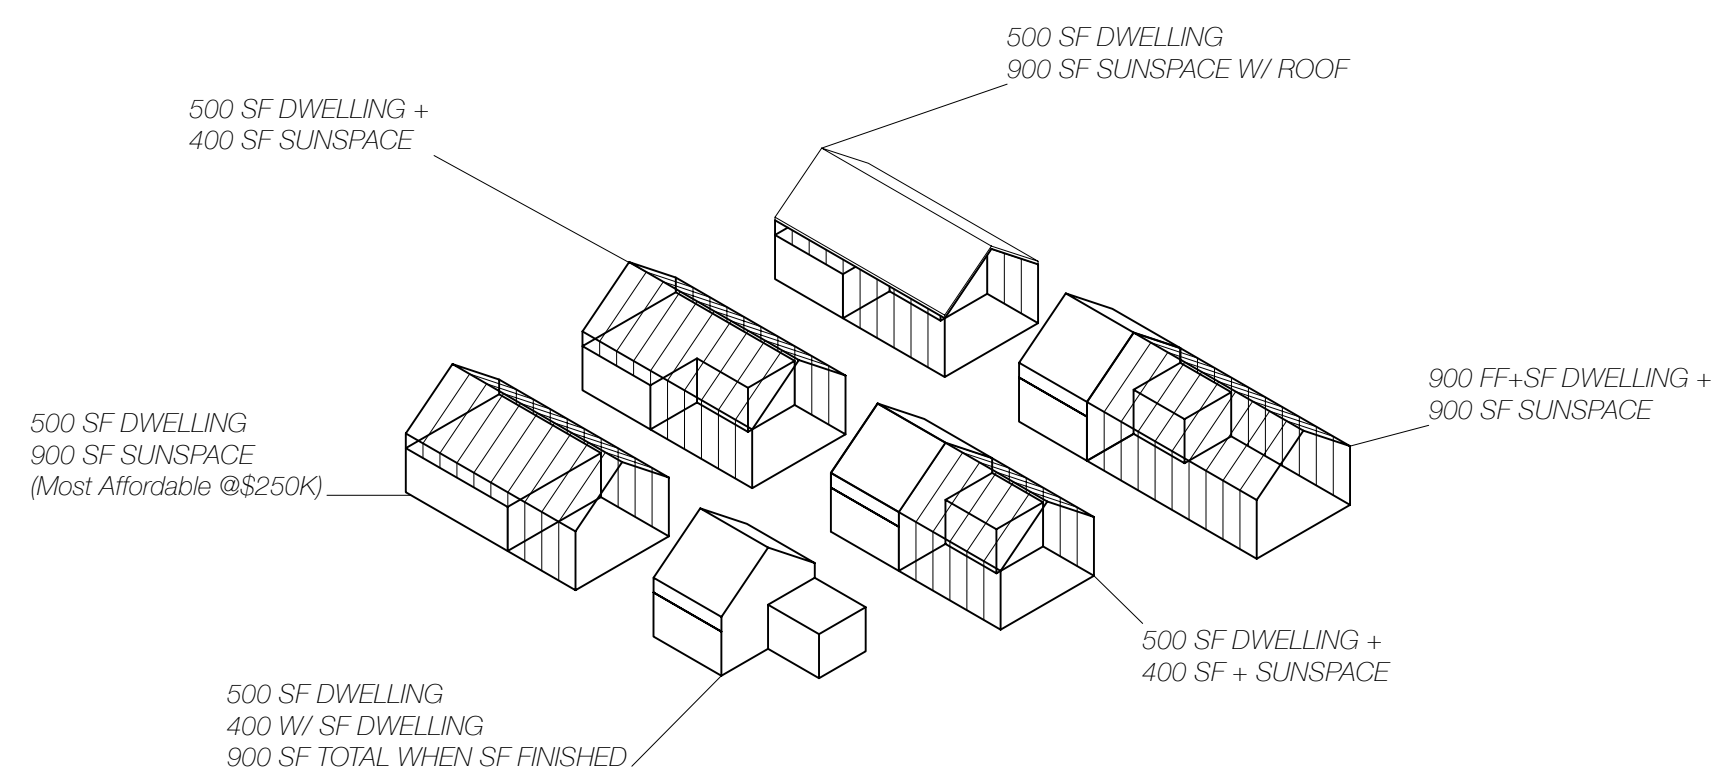 500 SF DWELLING
900 SF SUNSPACE W/ ROOF
500 SF DWELLING +
400 SF SUNSPACE
900 FF+SF DWELLING +
900 SF SUNSPACE
500 SF DWELLING
900 SF SUNSPACE
(Most Affordable @$250K)
500 SF DWELLING +
400 SF + SUNSPACE
500 SF DWELLING
400 W/ SF DWELLING
900 SF TOTAL WHEN SF FINISHED